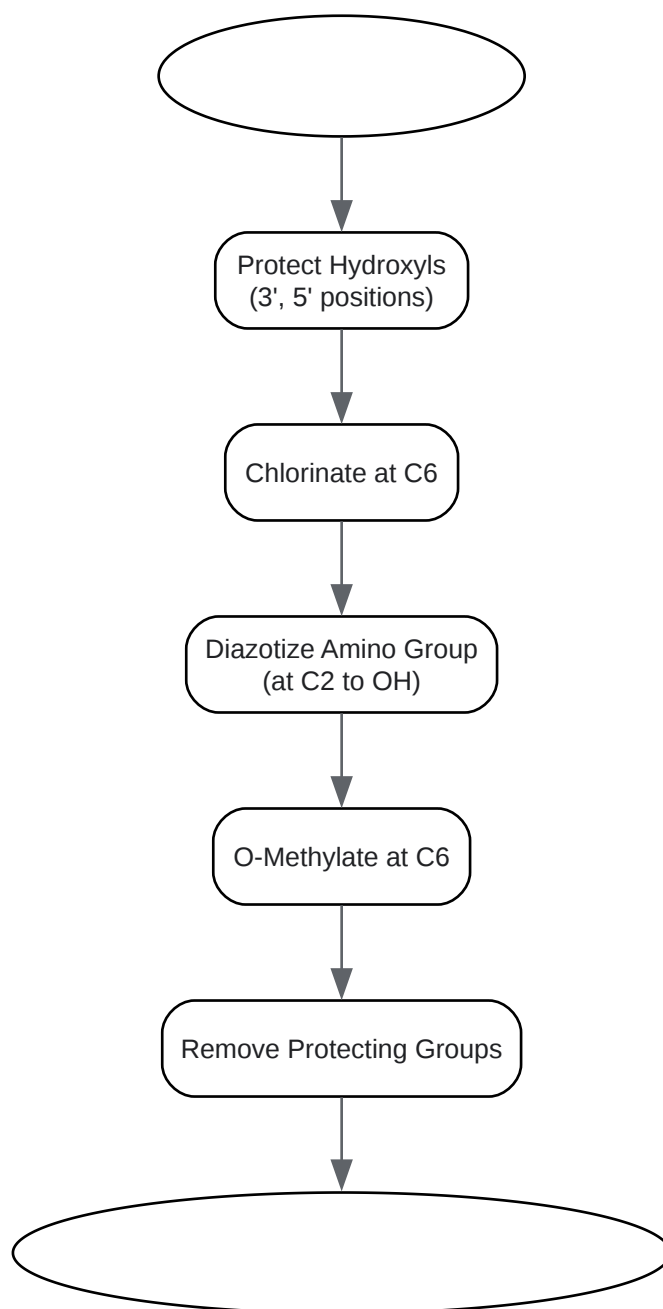 Protect Hydroxyls
(3', 5' positions)
Chlorinate at C6
Diazotize Amino Group
(at C2 to OH)
O-Methylate at C6
Remove Protecting Groups